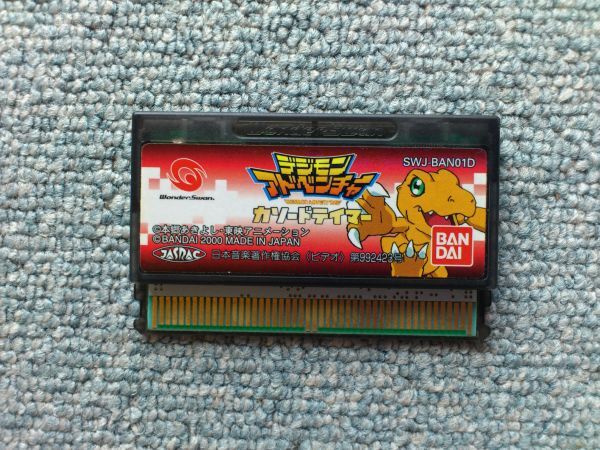 WonderSwan
SWJ-BAN01D
デジモン
アドベンチャー
カソードテイマー
WonderSwan.
©本郷あきよし・東映アニメーション
©BANDAI 2000 MADE IN JAPAN
JASRAC
日本音楽著作権協会（ビデオ）第992423号
BAN
DAI